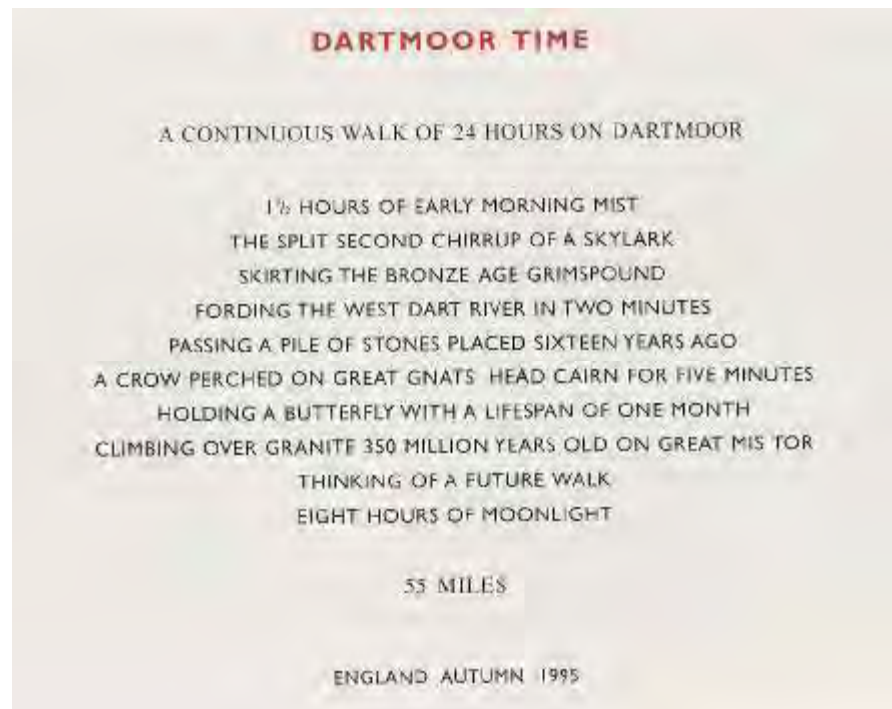 DARTMOOR TIME
A CONTINUOUS WALK OF 24 HOURS ON DARTMOOR
1½ HOURS OF EARLY MORNING MIST
THE SPLIT SECOND CHIRRUP OF A SKYLARK
SKIRTING THE BRONZE AGE GRIMSPOUND
FORDING THE WEST DART RIVER IN TWO MINUTES
PASSING A PILE OF STONES PLACED SIXTEEN YEARS AGO
A CROW PERCHED ON GREAT GNATS HEAD CAIRN FOR FIVE MINUTES
HOLDING A BUTTERFLY WITH A LIFESPAN OF ONE MONTH
CLIMBING OVER GRANITE 350 MILLION YEARS OLD ON GREAT MIS TOR
THINKING OF A FUTURE WALK
EIGHT HOURS OF MOONLIGHT
55 MILES
ENGLAND AUTUMN 1995